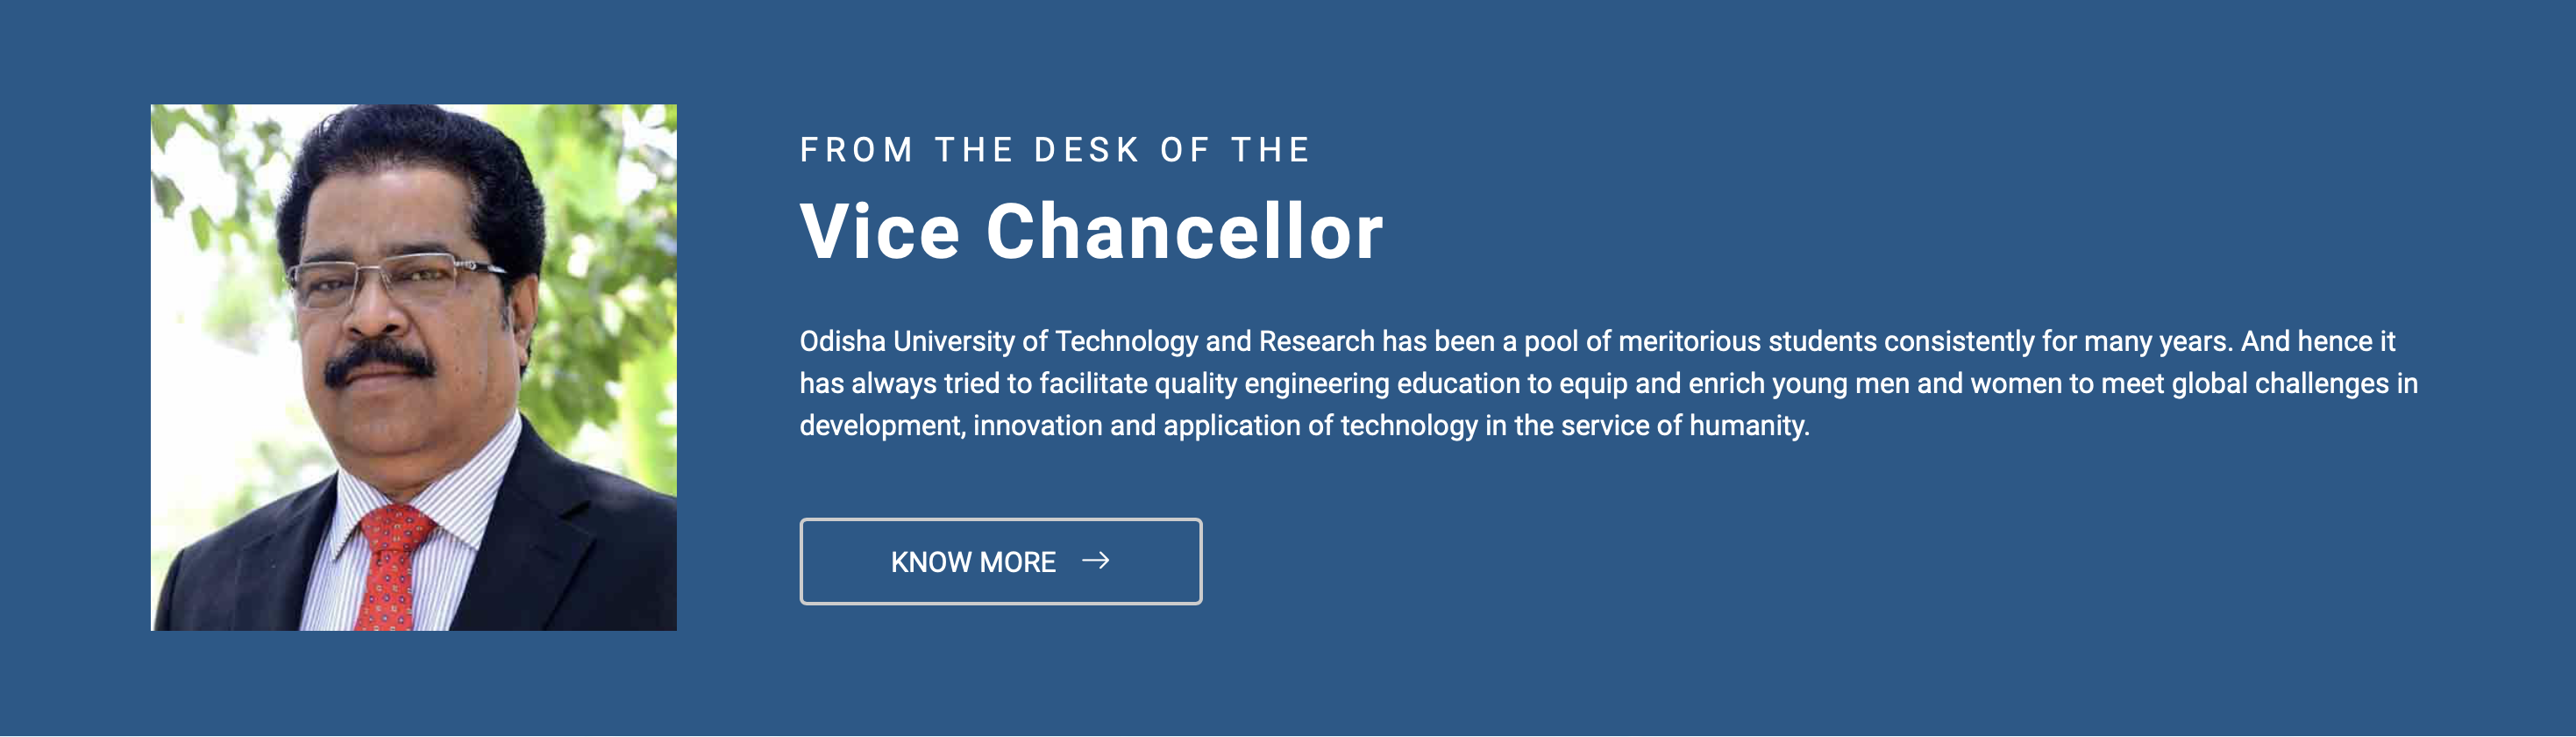 FROM THE DESK OF THE
Vice Chancellor
Odisha University of Technology and Research has been a pool of meritorious students consistently for many years. And hence it
has always tried to facilitate quality engineering education to equip and enrich young men and women to meet global challenges in
development, innovation and application of technology in the service of humanity.
KNOW MORE →